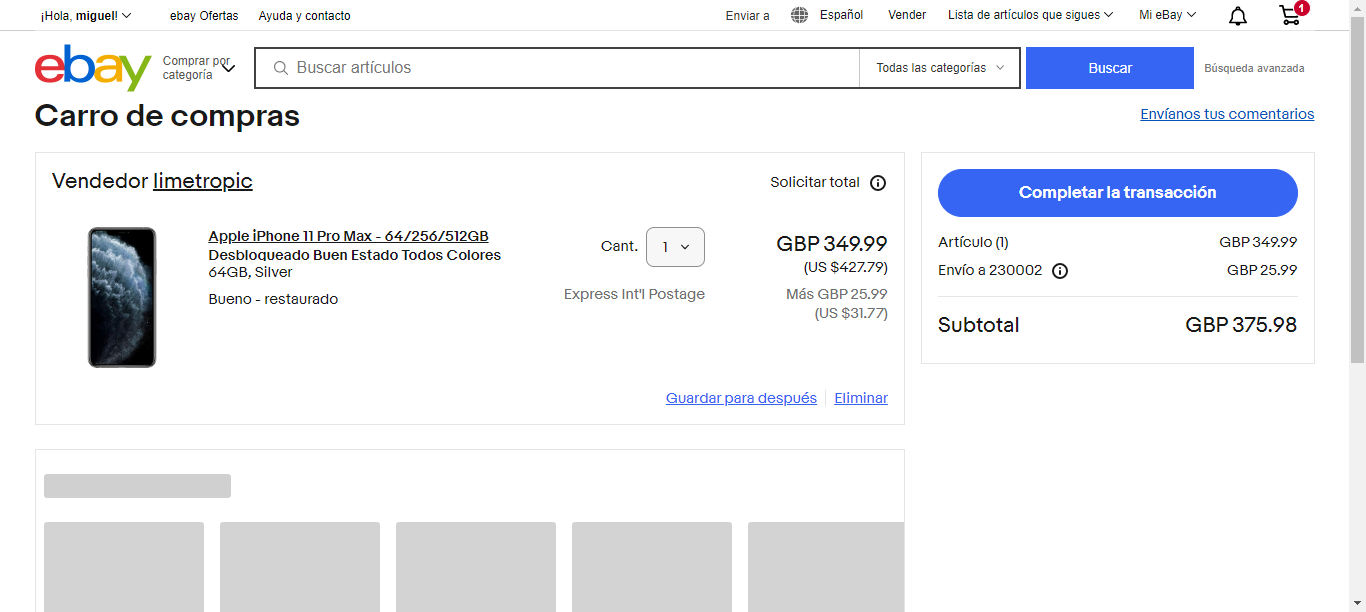 ¡Hola, miguel!
ebay Ofertas
Ayuda y contacto
Enviar a
Español
Vender
Lista de artículos que sigues
Mi eBay
1
ebay
Comprar por
categoría
Buscar artículos
Todas las categorías
Buscar
Búsqueda avanzada
Carro de compras
Envíanos tus comentarios
Vendedor limetropic
Solicitar total
Apple iPhone 11 Pro Max - 64/256/512GB
Desbloqueado Buen Estado Todos Colores
64GB, Silver
Bueno - restaurado
Cant. 1
GBP 349.99
(US $427.79)
Express Int'l Postage
Más GBP 25.99
(US $31.77)
Guardar para después
Eliminar
Completar la transacción
Artículo (1) GBP 349.99
Envío a 230002 GBP 25.99
Subtotal GBP 375.98